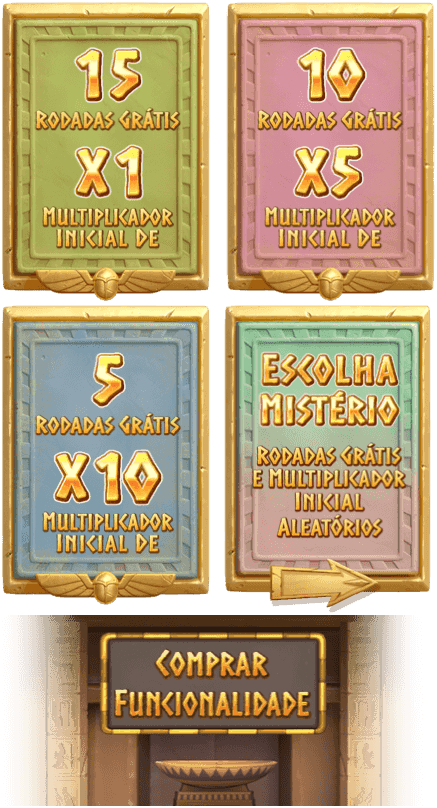 15
RODADAS GRÁTIS
X1
MULTIPLICADOR
INICIAL DE
10
RODADAS GRÁTIS
X5
MULTIPLICADOR
INICIAL DE
5
RODADAS GRÁTIS
X10
MULTIPLICADOR
INICIAL DE
ESCOLHA
MISTÉRIO
RODADAS GRÁTIS
E MULTIPLICADOR
INICIAL
ALEATÓRIOS
COMPRAR
FUNCIONALIDADE